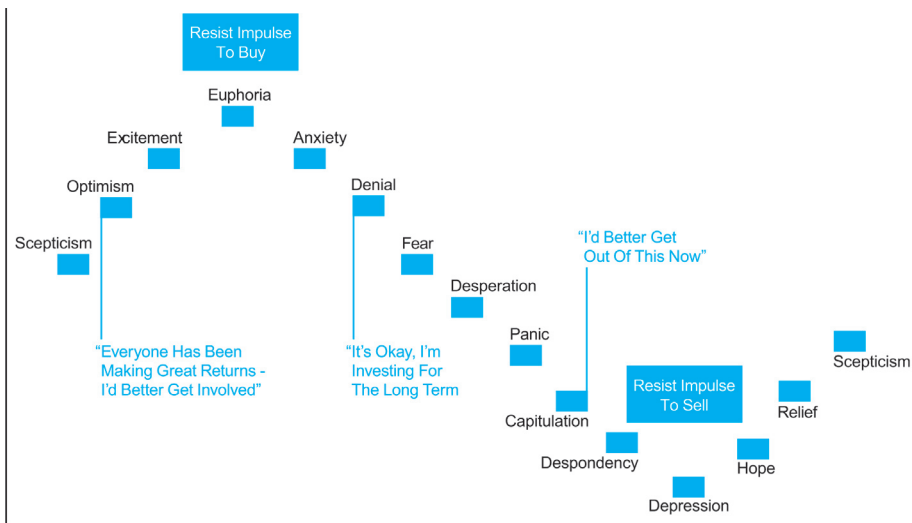 Resist Impulse
To Buy
Euphoria
Excitement
Anxiety
Optimism
Denial
Scepticism
Fear
“I’d Better Get
Out Of This Now”
Desperation
Panic
“Everyone Has Been
Making Great Returns -
I’d Better Get Involved”
“It’s Okay, I’m
Investing For
The Long Term
Scepticism
Resist Impulse
To Sell
Capitulation
Relief
Despondency
Hope
Depression